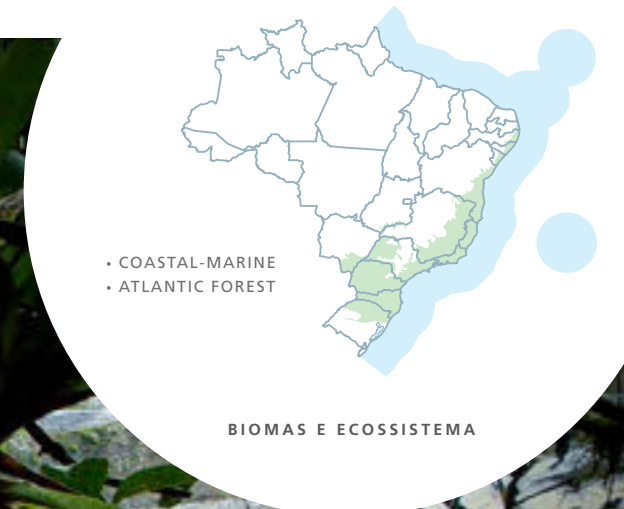 • COASTAL-MARINE
• ATLANTIC FOREST
BIOMAS E ECOSSISTEMA